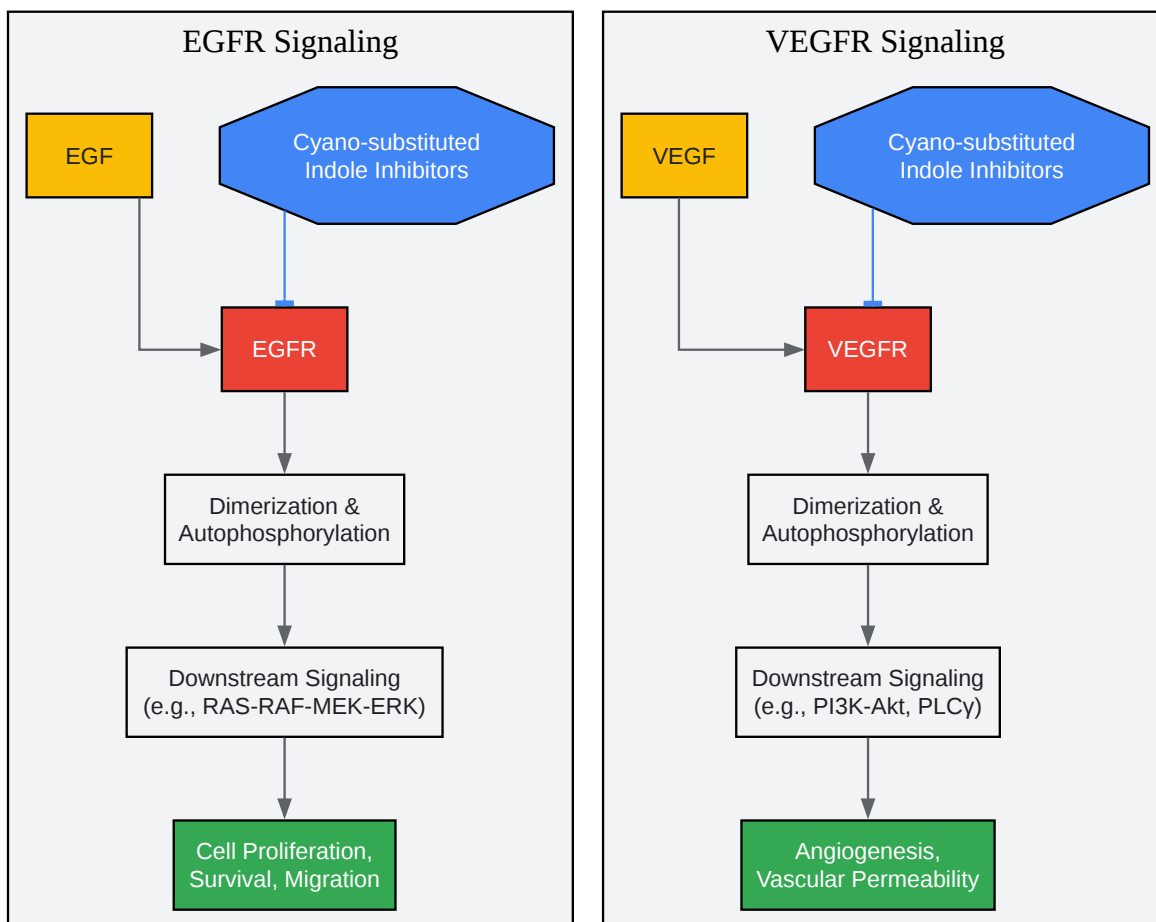 EGFR Signaling
EGF
Cyano-substituted
Indole Inhibitors
EGFR
Dimerization &
Autophosphorylation
Downstream Signaling
(e.g., RAS-RAF-MEK-ERK)
Cell Proliferation,
Survival, Migration
VEGFR Signaling
VEGF
Cyano-substituted
Indole Inhibitors
VEGFR
Dimerization &
Autophosphorylation
Downstream Signaling
(e.g., PI3K-Akt, PLCγ)
Angiogenesis,
Vascular Permeability